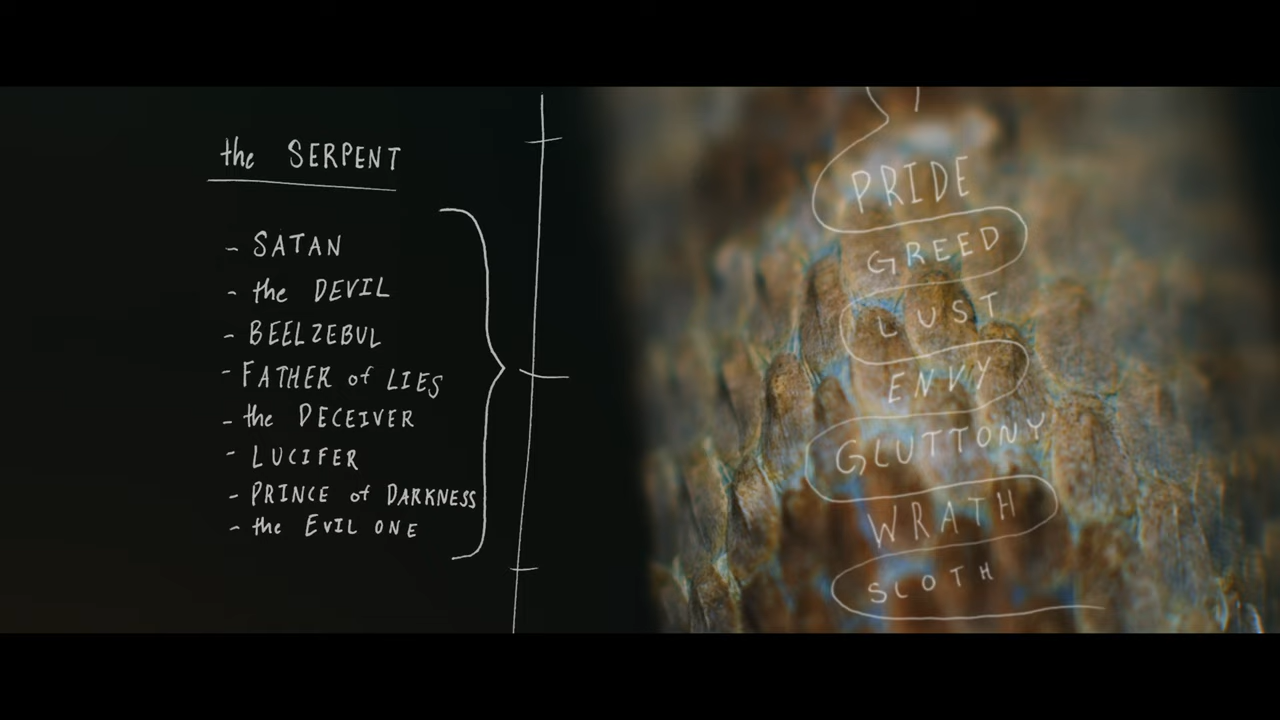 the SERPENT
- SATAN
- the DEVIL
- BEELZEBUL
- FATHER of LIES
- the DECEIVER
- LUCIFER
- PRINCE of DARKNESS
- the EVIL ONE
PRIDE
GREED
LUST
ENVY
GLUTTONY
WRATH
SLOTH